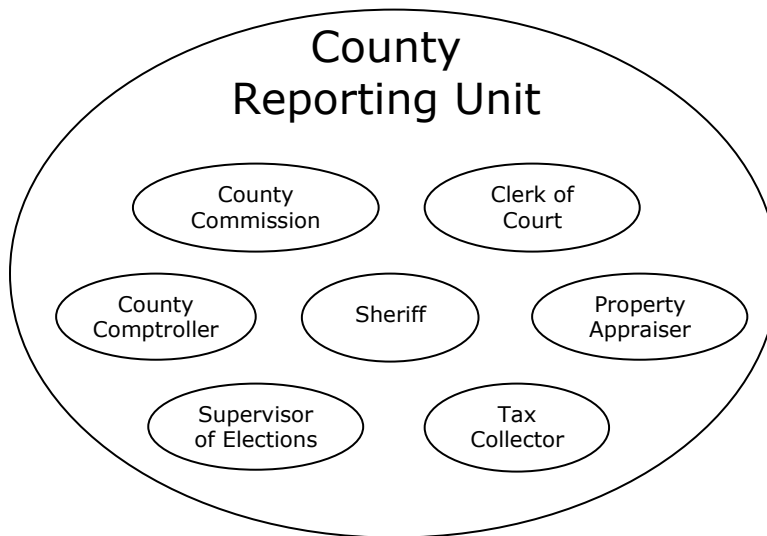 County
Reporting Unit
County
Commission
Clerk of
Court
County
Comptroller
Sheriff
Property
Appraiser
Supervisor
of Elections
Tax
Collector